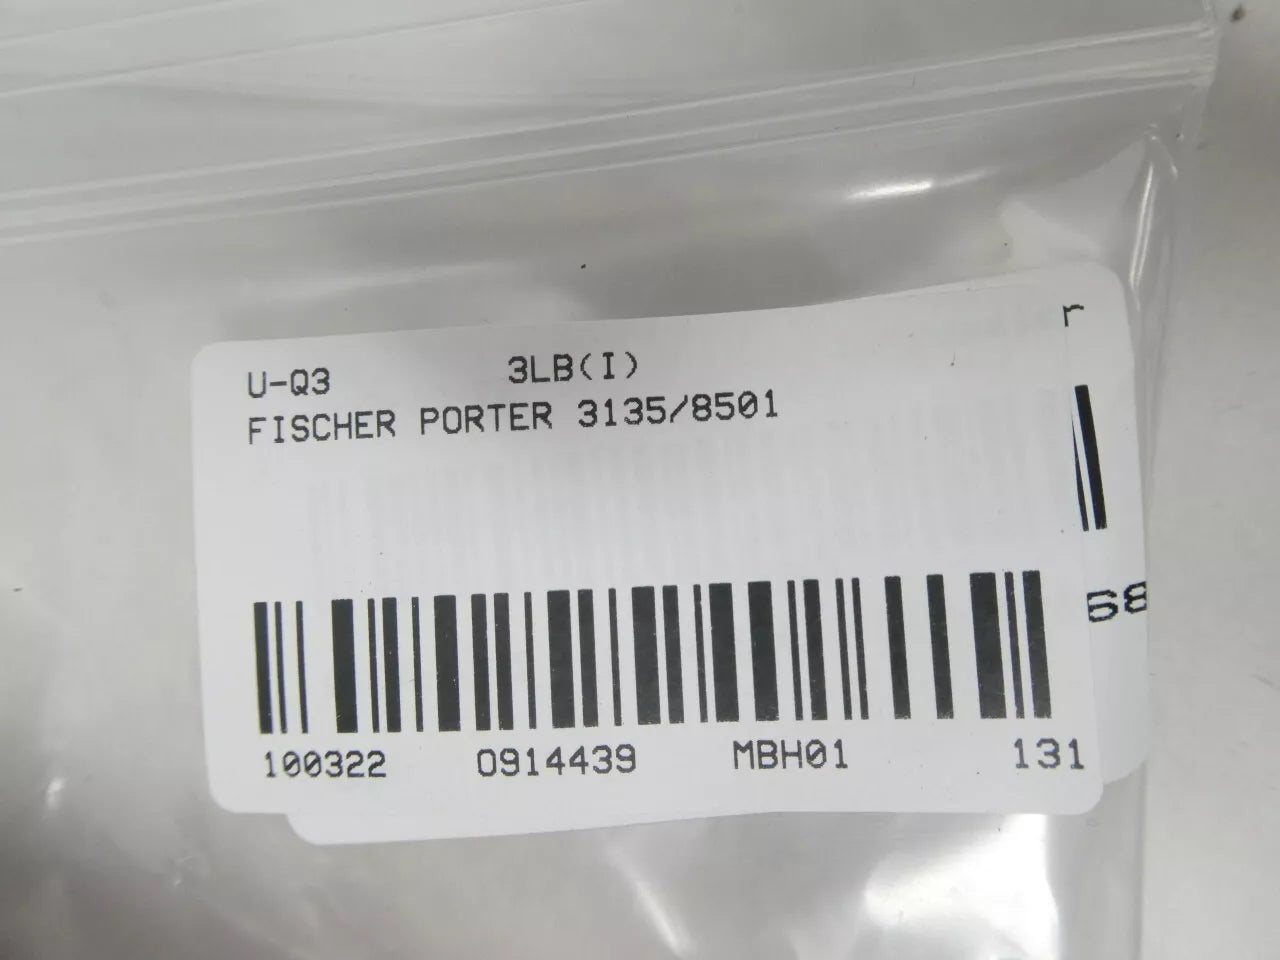 U-Q3 3LB(I)
FISCHER PORTER 3135/8501
r
68
100322 0914439 MBH01 131